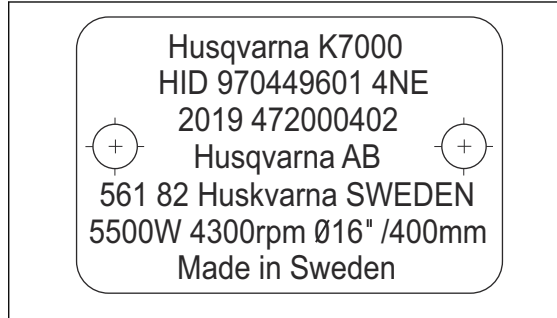 Husqvarna K7000
HID 970449601 4NE
2019 472000402
Husqvarna AB
561 82 Huskvarna SWEDEN
5500W 4300rpm Ø16" /400mm
Made in Sweden